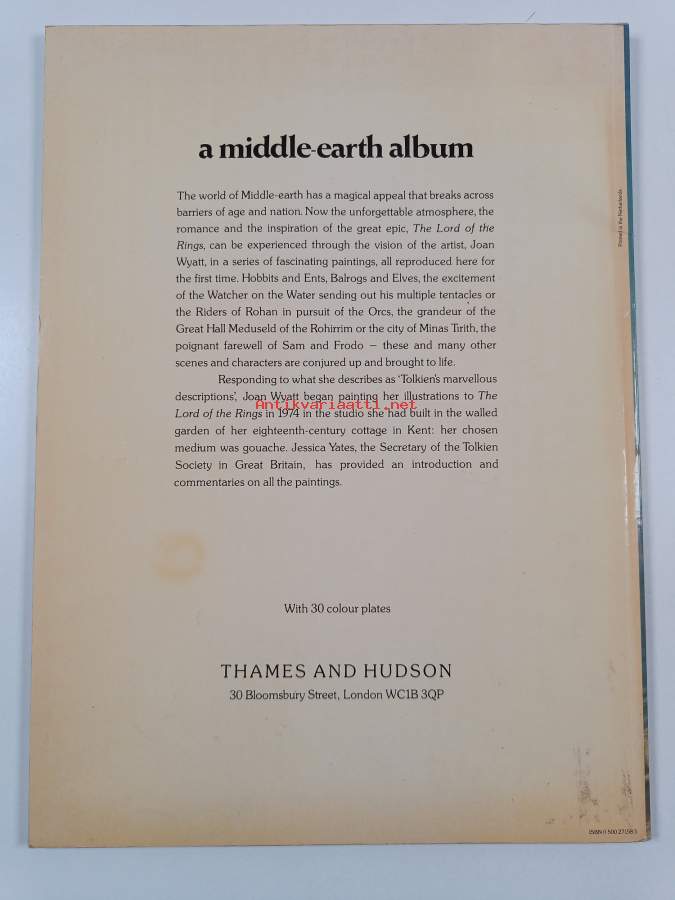 a middle-earth album
The world of Middle-earth has a magical appeal that breaks across
barriers of age and nation. Now the unforgettable atmosphere, the
romance and the inspiration of the great epic, The Lord of the
Rings, can be experienced through the vision of the artist, Joan
Wyatt, in a series of fascinating paintings, all reproduced here for
the first time. Hobbits and Ents, Balrogs and Elves, the excitement
of the Watcher on the Water sending out his multiple tentacles or
the Riders of Rohan in pursuit of the Orcs, the grandeur of the
Great Hall Meduseld of the Rohirrim or the city of Minas Tirith, the
poignant farewell of Sam and Frodo – these and many other
scenes and characters are conjured up and brought to life.
Responding to what she describes as ‘Tolkien's marvellous
descriptions’, Joan Wyatt began painting her illustrations to The
Antikvariaatti.net
Lord of the Rings in 1974 in the studio she had built in the walled
garden of her eighteenth-century cottage in Kent: her chosen
medium was gouache. Jessica Yates, the Secretary of the Tolkien
Society in Great Britain, has provided an introduction and
commentaries on all the paintings.
With 30 colour plates
THAMES AND HUDSON
30 Bloomsbury Street, London WC1B 3QP
Printed in the Netherlands
ISBN 0 500 27158 3